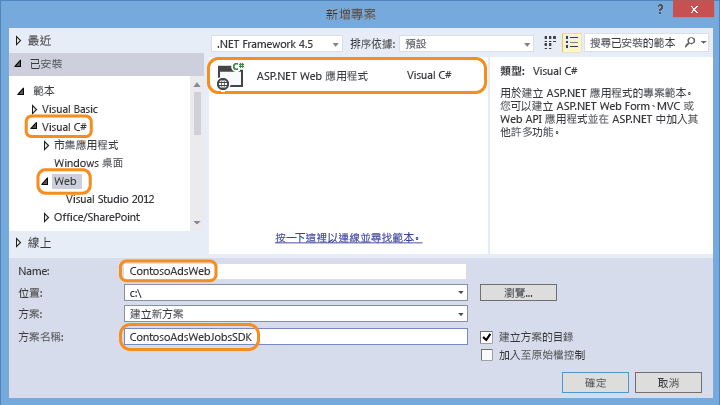 新增專案
?
最近
已安裝
範本
Visual Basic
Visual C#
市集應用程式
Windows 桌面
Web
Visual Studio 2012
Office/SharePoint
線上
.NET Framework 4.5
排序依據: 預設
搜尋已安裝的範本
C#
ASP.NET Web 應用程式 Visual C#
按一下這裡以連線並尋找範本。
類型: Visual C#
用於建立 ASP.NET 應用程式的專案範本。
您可以建立 ASP.NET Web Form、MVC 或
Web API 應用程式並在 ASP.NET 中加入其
他許多功能。
Name: ContosoAdsWeb
位置: c:\ 瀏覽...
方案: 建立新方案
方案名稱: ContosoAdsWebJobsSDK
建立方案的目錄
加入至原始檔控制
確定 取消